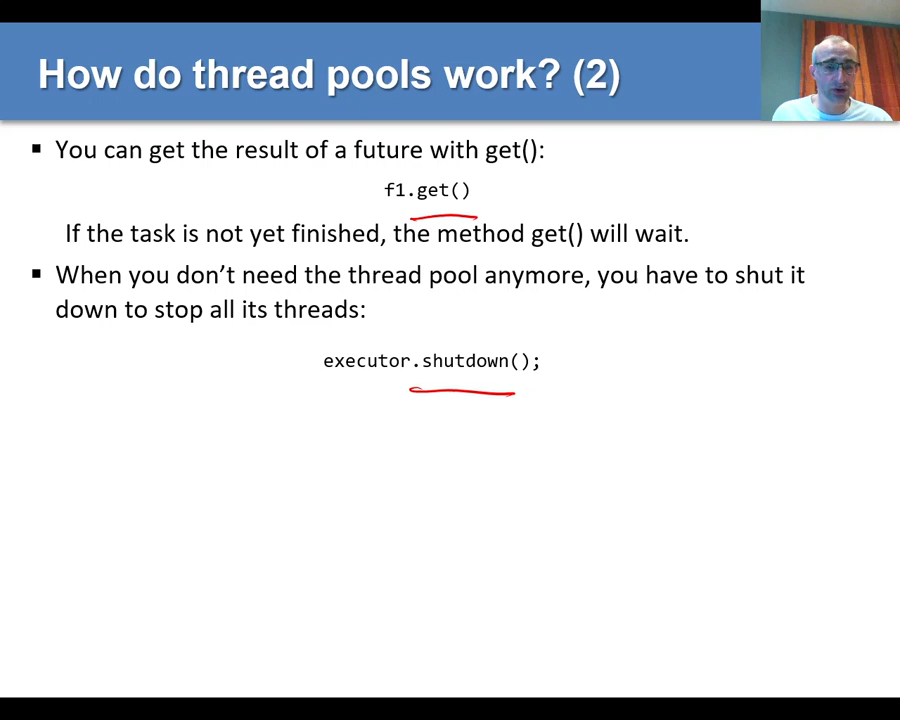 How do thread pools work? (2)
▪ You can get the result of a future with get():
f1.get()
If the task is not yet finished, the method get() will wait.
▪ When you don’t need the thread pool anymore, you have to shut it
down to stop all its threads:
executor.shutdown();